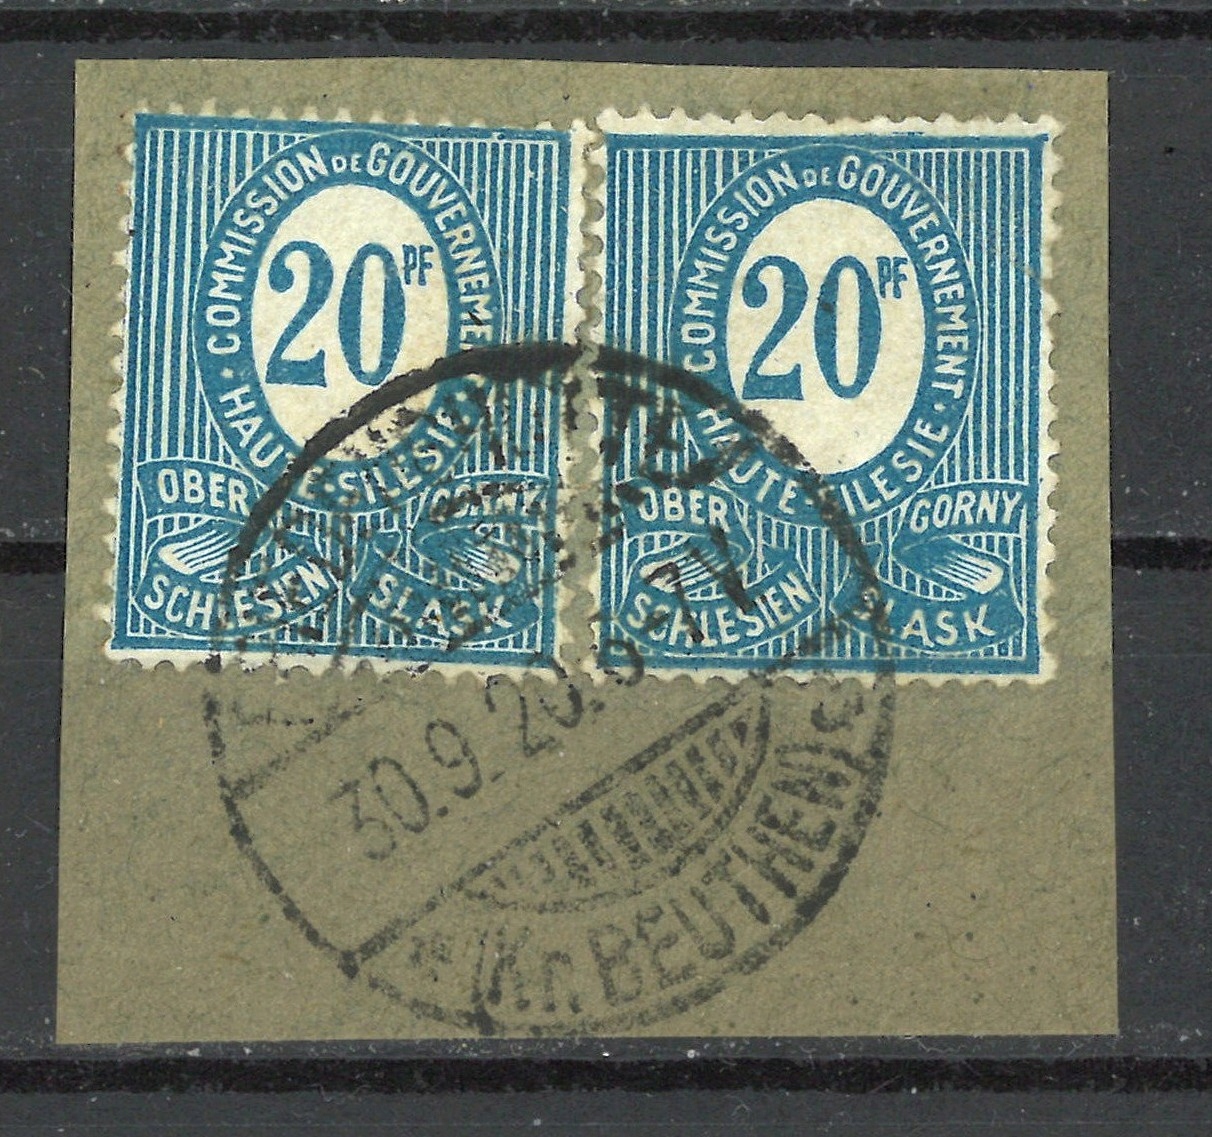 COMMISSION DE GOUVERNEME
· HAUTE·SILESIE
20 PF
OBER
SCHLESIEN
GORNY
SLASK
COMMISSION DE GOUVERNEMENT ·
HAUTE SILESIE
20 PF
OBER
SCHLESIEN
GORNY
SLASK
30.9.20.
(Kr. BEUTHEN)